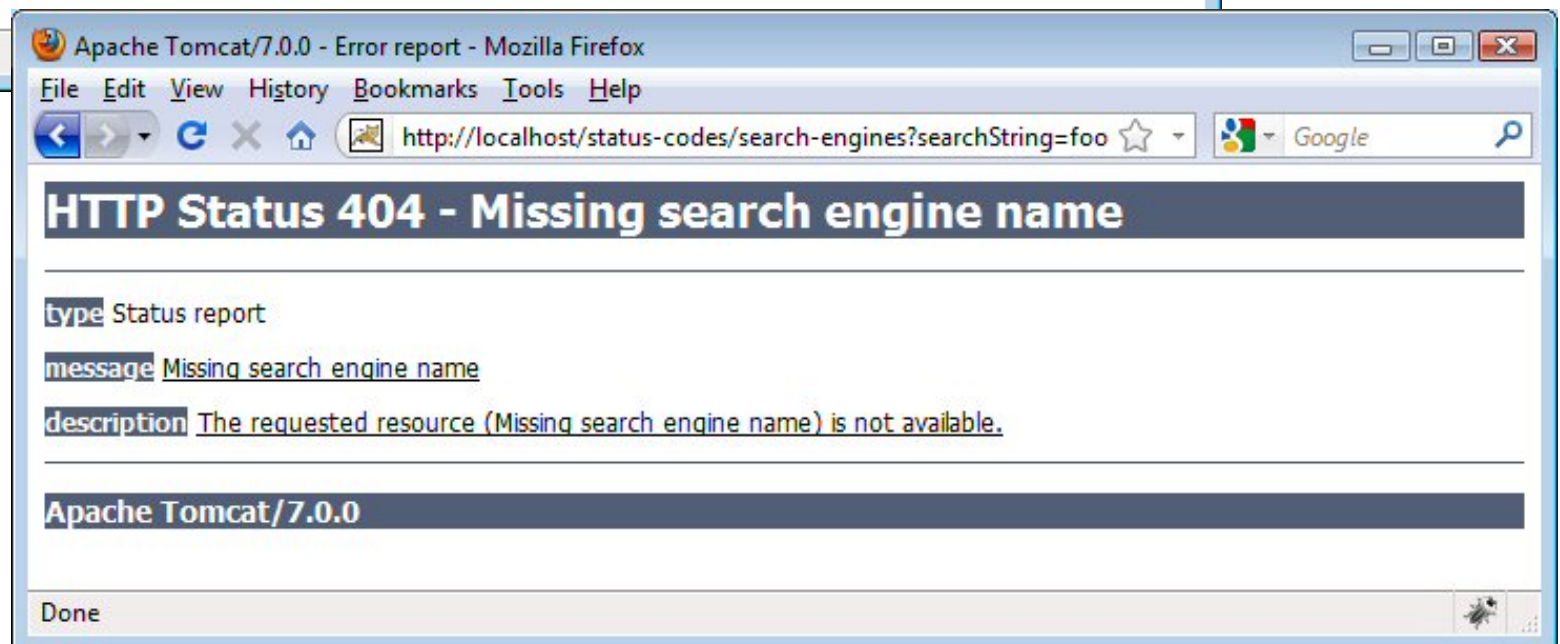 Apache Tomcat/7.0.0 - Error report - Mozilla Firefox
File Edit View History Bookmarks Tools Help
http://localhost/status-codes/search-engines?searchString=foo Google
HTTP Status 404 - Missing search engine name
type Status report
message Missing search engine name
description The requested resource (Missing search engine name) is not available.
Apache Tomcat/7.0.0
Done